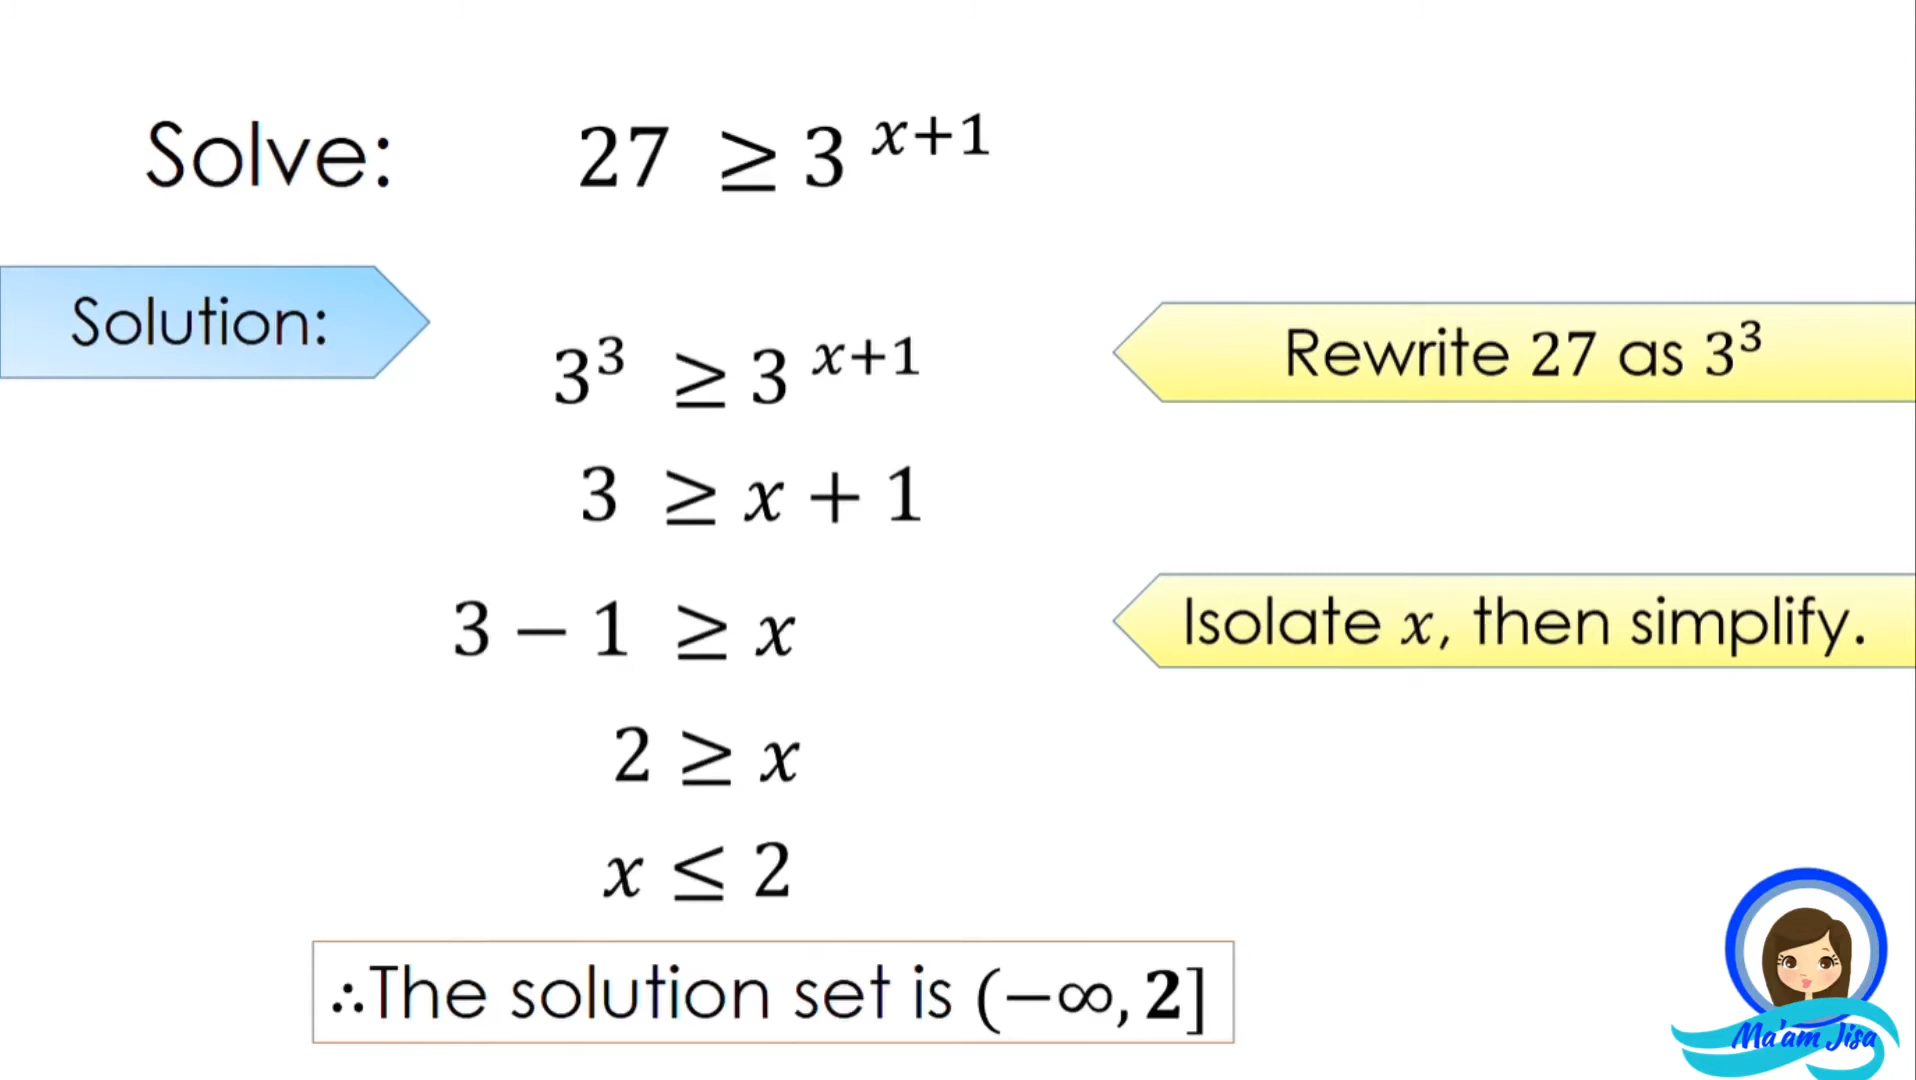 Solve: 27 ≥ 3^{x+1}
Solution:
3^3 ≥ 3^{x+1}
Rewrite 27 as 3^3
3 ≥ x + 1
3 − 1 ≥ x
Isolate x, then simplify.
2 ≥ x
x ≤ 2
∴The solution set is (−∞, 2]
Ma'am Jisa